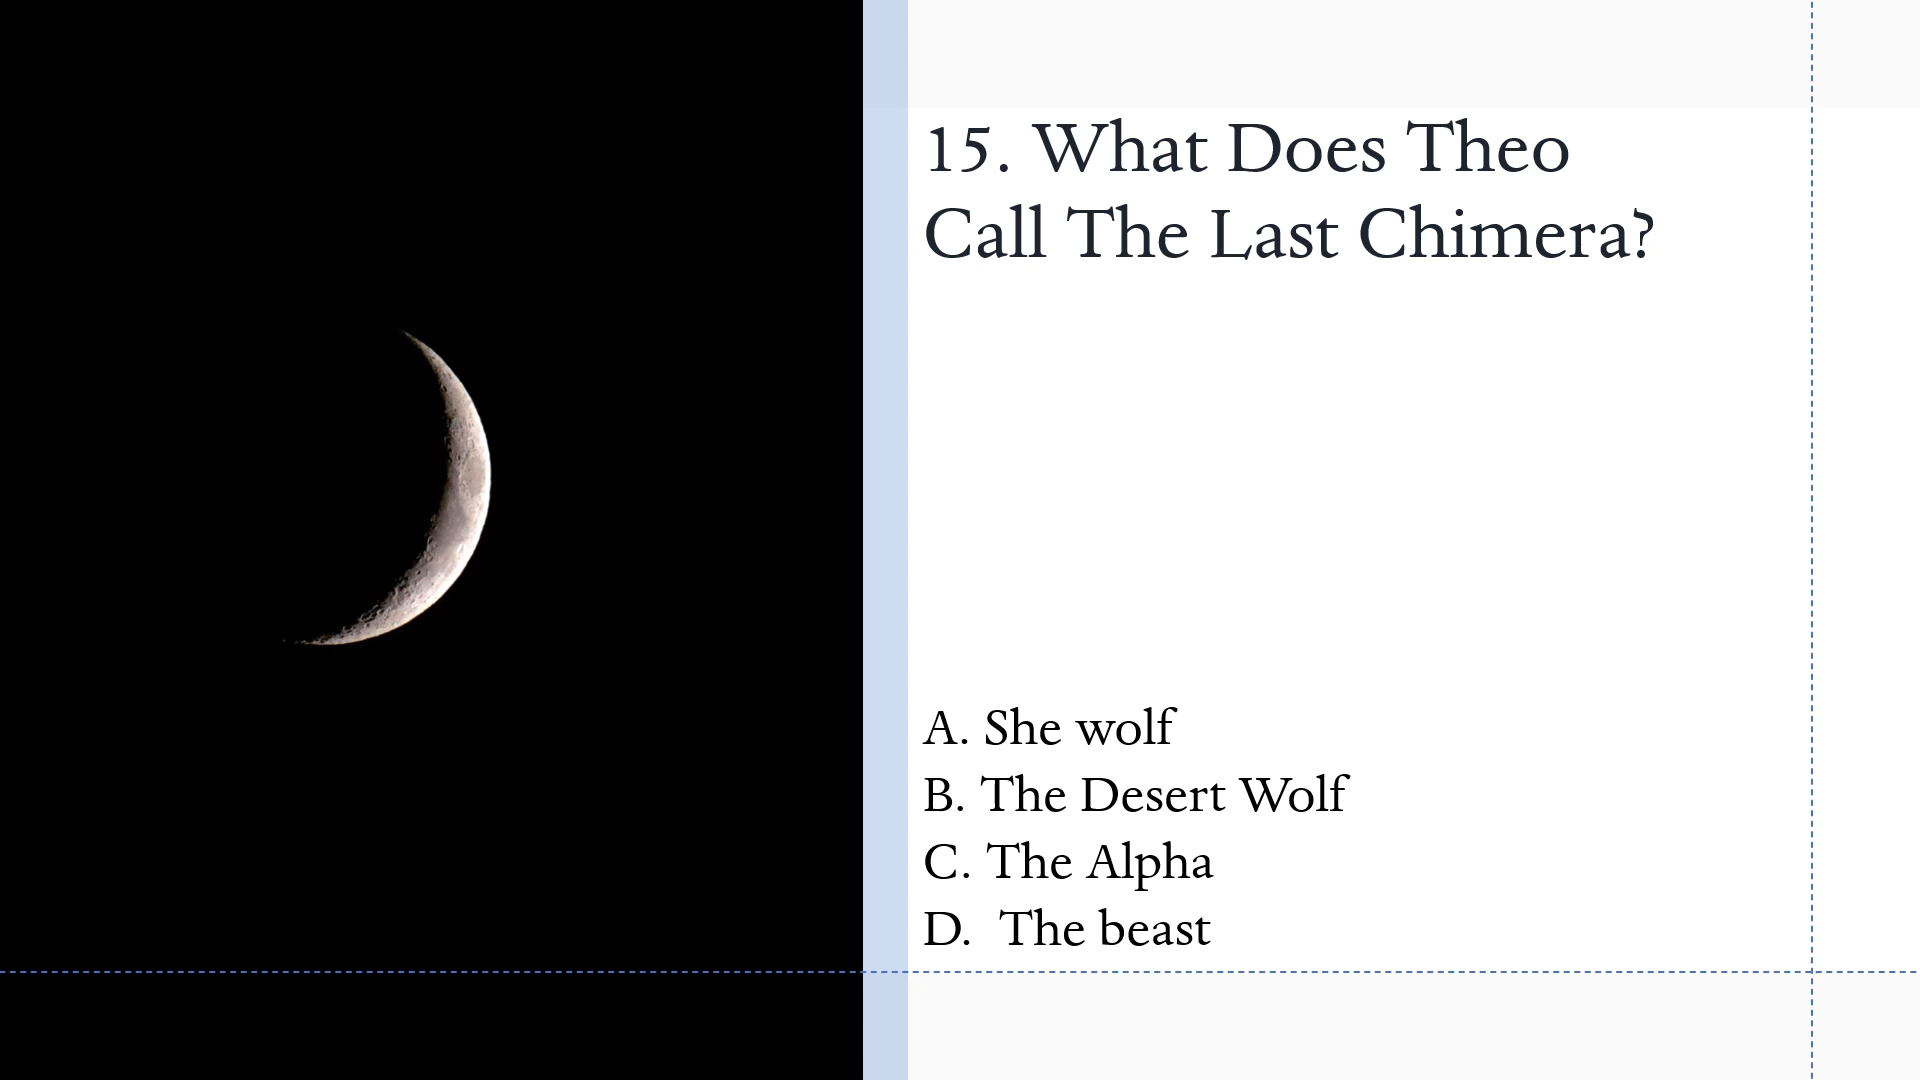 15. What Does Theo
Call The Last Chimera?
A. She wolf
B. The Desert Wolf
C. The Alpha
D.  The beast